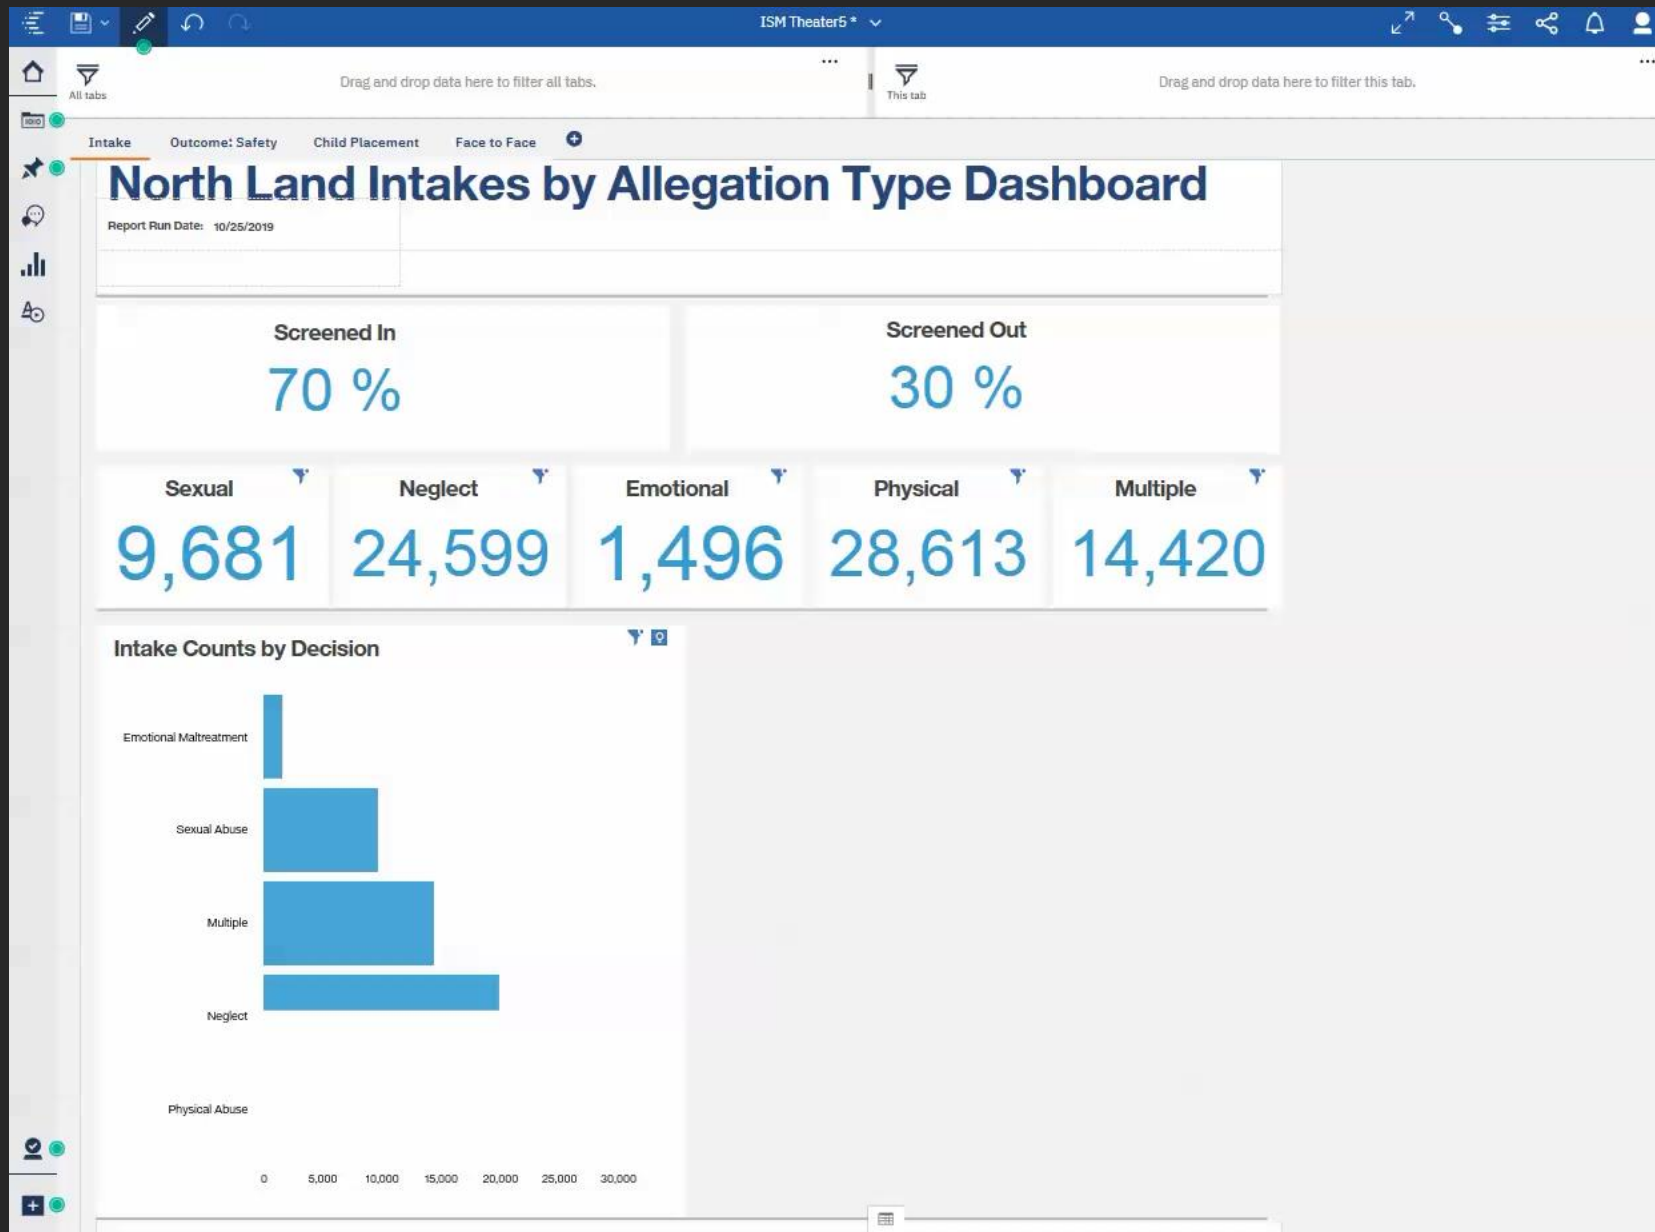 ISM Theater5 *
All tabs
Drag and drop data here to filter all tabs.
This tab
Drag and drop data here to filter this tab.
Intake Outcome: Safety Child Placement Face to Face
North Land Intakes by Allegation Type Dashboard
Report Run Date: 10/25/2019
Screened In
70 %
Screened Out
30 %
Sexual
9,681
Neglect
24,599
Emotional
1,496
Physical
28,613
Multiple
14,420
Intake Counts by Decision
Emotional Maltreatment
Sexual Abuse
Multiple
Neglect
Physical Abuse
0 5,000 10,000 15,000 20,000 25,000 30,000